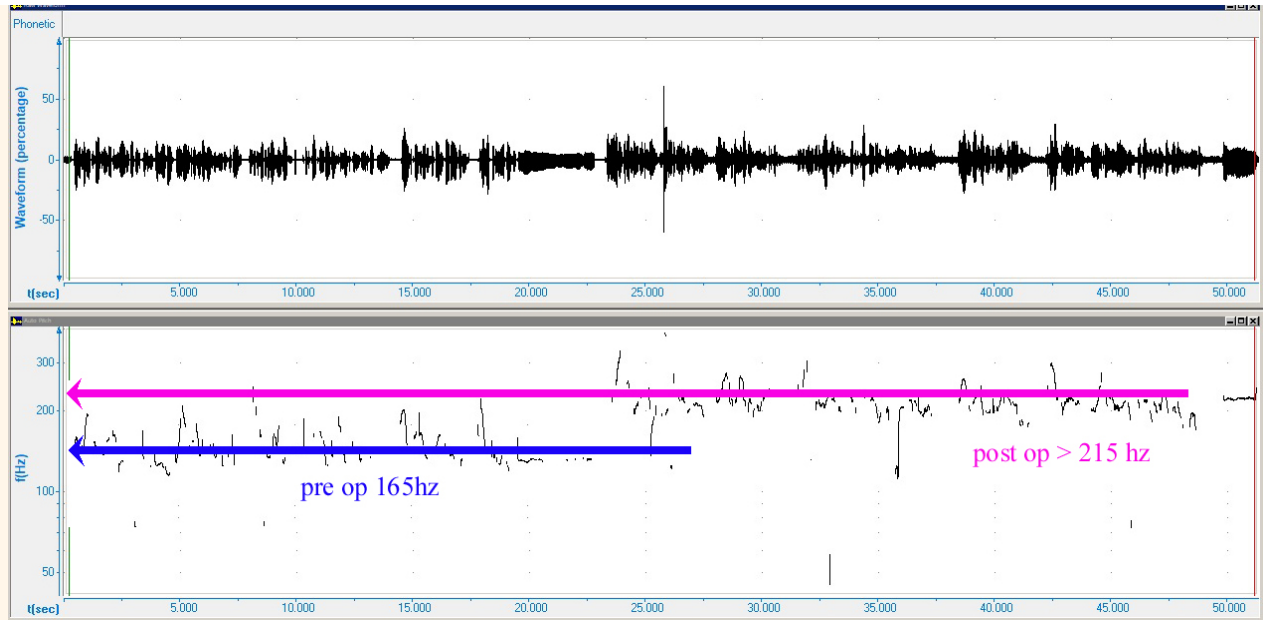 Phonetic
Waveform (percentage)
50
0
-50
t(sec) 5.000 10.000 15.000 20.000 25.000 30.000 35.000 40.000 45.000 50.000
Auto Pitch
f(Hz)
300
200
100
50
pre op 165hz
post op > 215 hz
t(sec) 5.000 10.000 15.000 20.000 25.000 30.000 35.000 40.000 45.000 50.000